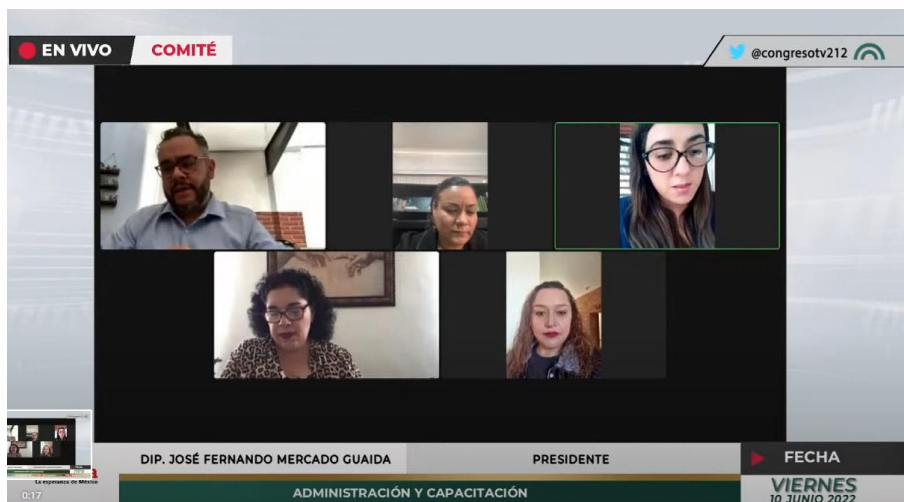 EN VIVO
COMITÉ
@congresotv212
DIP. JOSÉ FERNANDO MERCADO GUAIDA
PRESIDENTE
FECHA
La esperanza de México
0:17
ADMINISTRACIÓN Y CAPACITACIÓN
VIERNES
10 JUNIO 2022